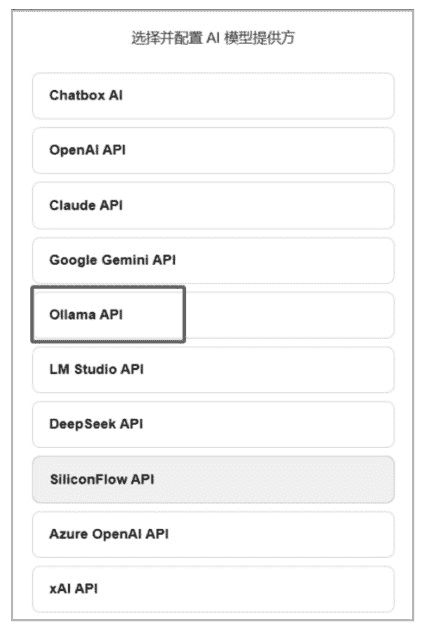 选择并配置 AI 模型提供方
Chatbox AI
OpenAI API
Claude API
Google Gemini API
Ollama API
LM Studio API
DeepSeek API
SiliconFlow API
Azure OpenAI API
xAI API